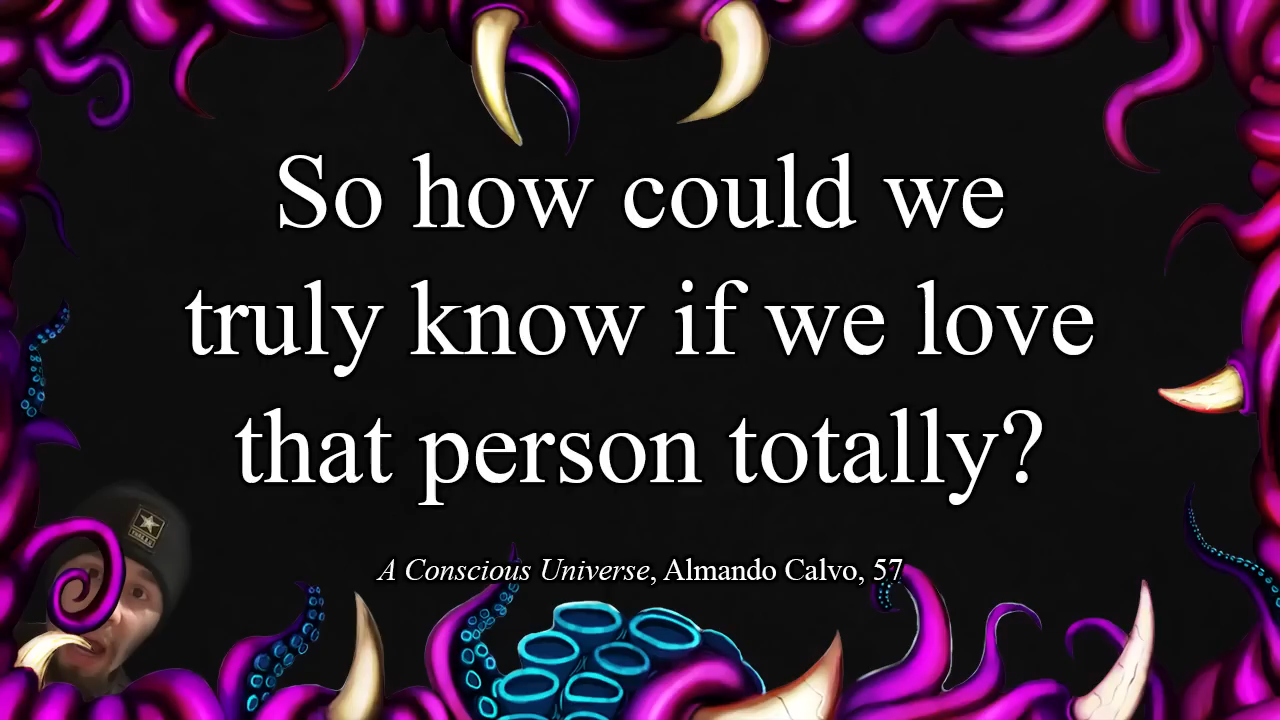 So how could we
truly know if we love
that person totally?
A Conscious Universe, Almando Calvo, 57